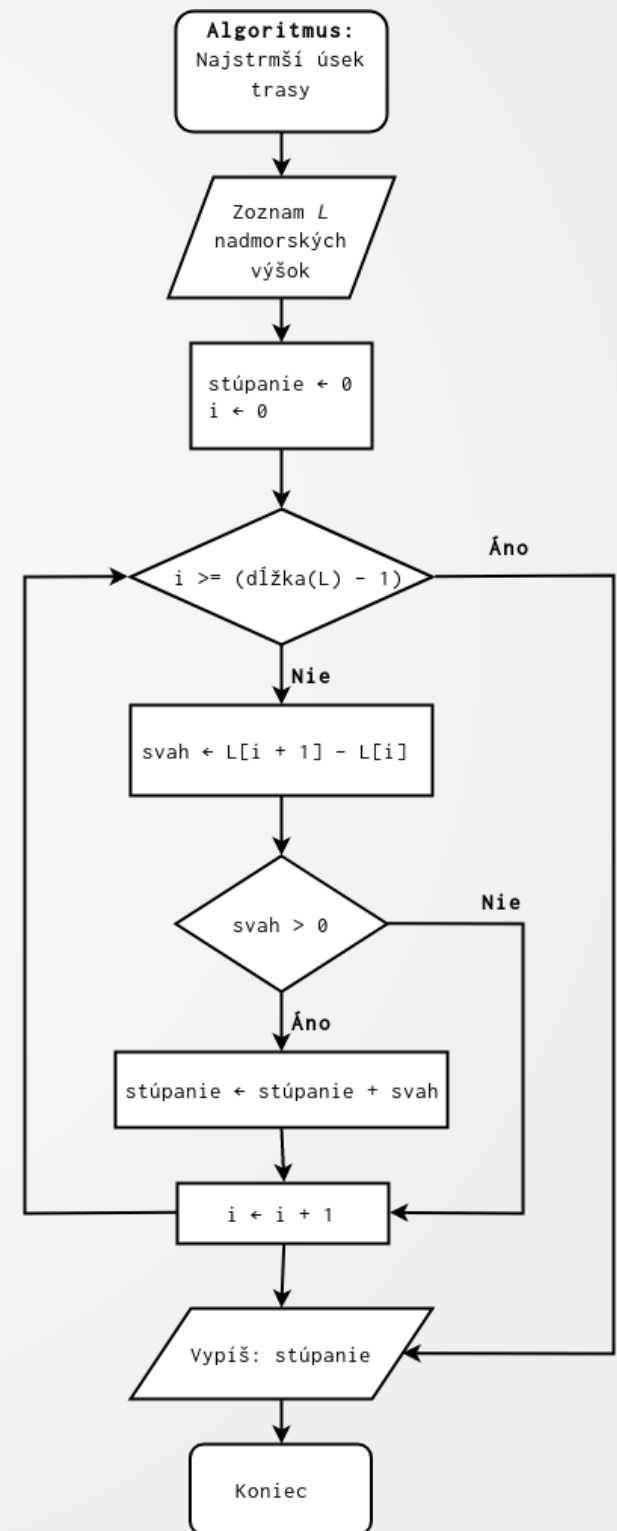 Algoritmus:
Najstrmší úsek
trasy
Zoznam L
nadmorských
výšok
stúpanie ← 0
i ← 0
i >= (dĺžka(L) - 1)
Áno
Nie
svah ← L[i + 1] - L[i]
svah > 0
Nie
Áno
stúpanie ← stúpanie + svah
i ← i + 1
Vypíš: stúpanie
Koniec